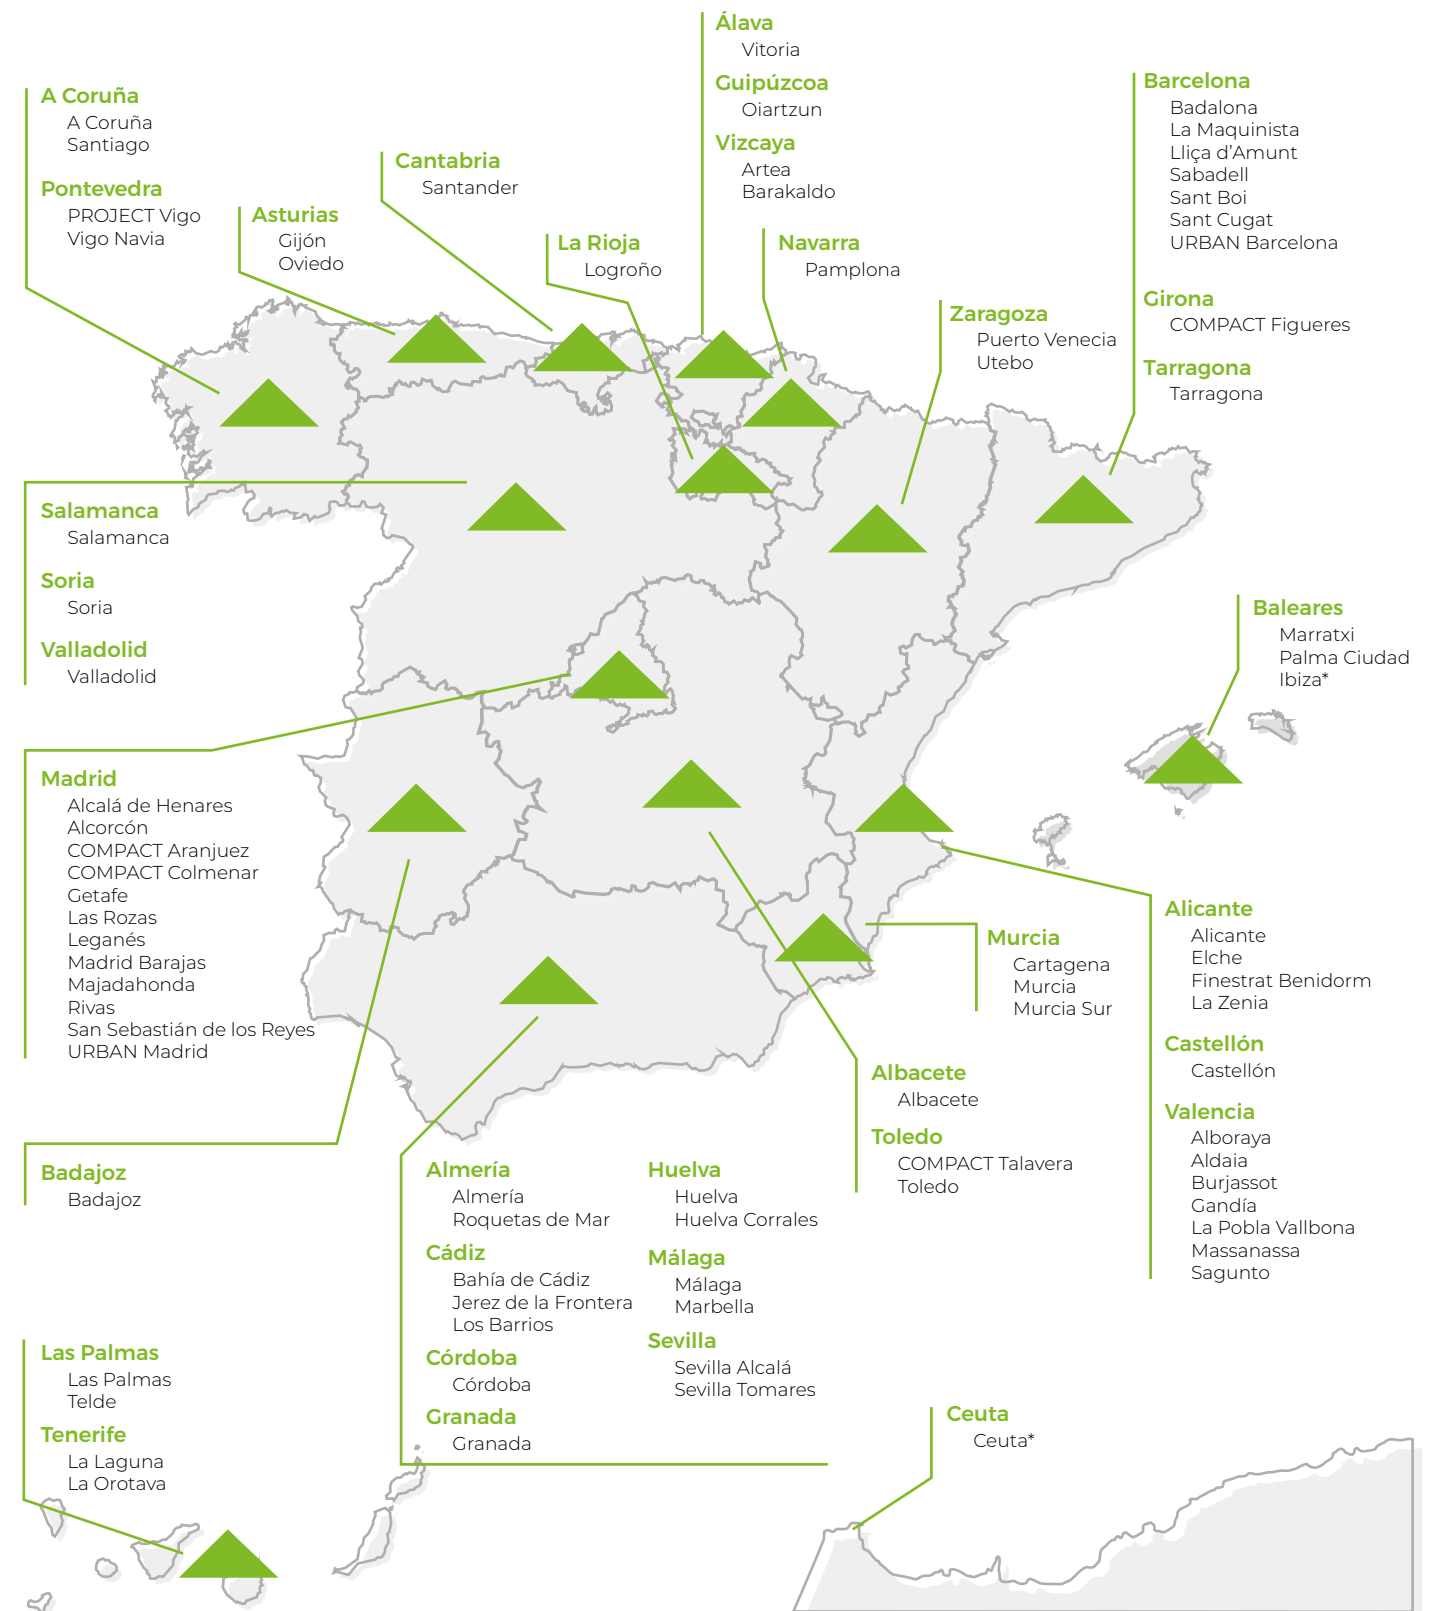 A Coruña
A Coruña
Santiago
Pontevedra
PROJECT Vigo
Vigo Navia
Asturias
Gijón
Oviedo
Cantabria
Santander
La Rioja
Logroño
Álava
Vitoria
Guipúzcoa
Oiartzun
Vizcaya
Artea
Barakaldo
Navarra
Pamplona
Zaragoza
Puerto Venecia
Utebo
Barcelona
Badalona
La Maquinista
Lliça d’Amunt
Sabadell
Sant Boi
Sant Cugat
URBAN Barcelona
Girona
COMPACT Figueres
Tarragona
Tarragona
Salamanca
Salamanca
Soria
Soria
Valladolid
Valladolid
Baleares
Marratxi
Palma Ciudad
Ibiza*
Madrid
Alcalá de Henares
Alcorcón
COMPACT Aranjuez
COMPACT Colmenar
Getafe
Las Rozas
Leganés
Madrid Barajas
Majadahonda
Rivas
San Sebastián de los Reyes
URBAN Madrid
Murcia
Cartagena
Murcia
Murcia Sur
Alicante
Alicante
Elche
Finestrat Benidorm
La Zenia
Castellón
Castellón
Valencia
Alboraya
Aldaia
Burjassot
Gandía
La Pobla Vallbona
Massanassa
Sagunto
Albacete
Albacete
Toledo
COMPACT Talavera
Toledo
Badajoz
Badajoz
Almería
Almería
Roquetas de Mar
Cádiz
Bahía de Cádiz
Jerez de la Frontera
Los Barrios
Córdoba
Córdoba
Granada
Granada
Huelva
Huelva
Huelva Corrales
Málaga
Málaga
Marbella
Sevilla
Sevilla Alcalá
Sevilla Tomares
Las Palmas
Las Palmas
Telde
Tenerife
La Laguna
La Orotava
Ceuta
Ceuta*